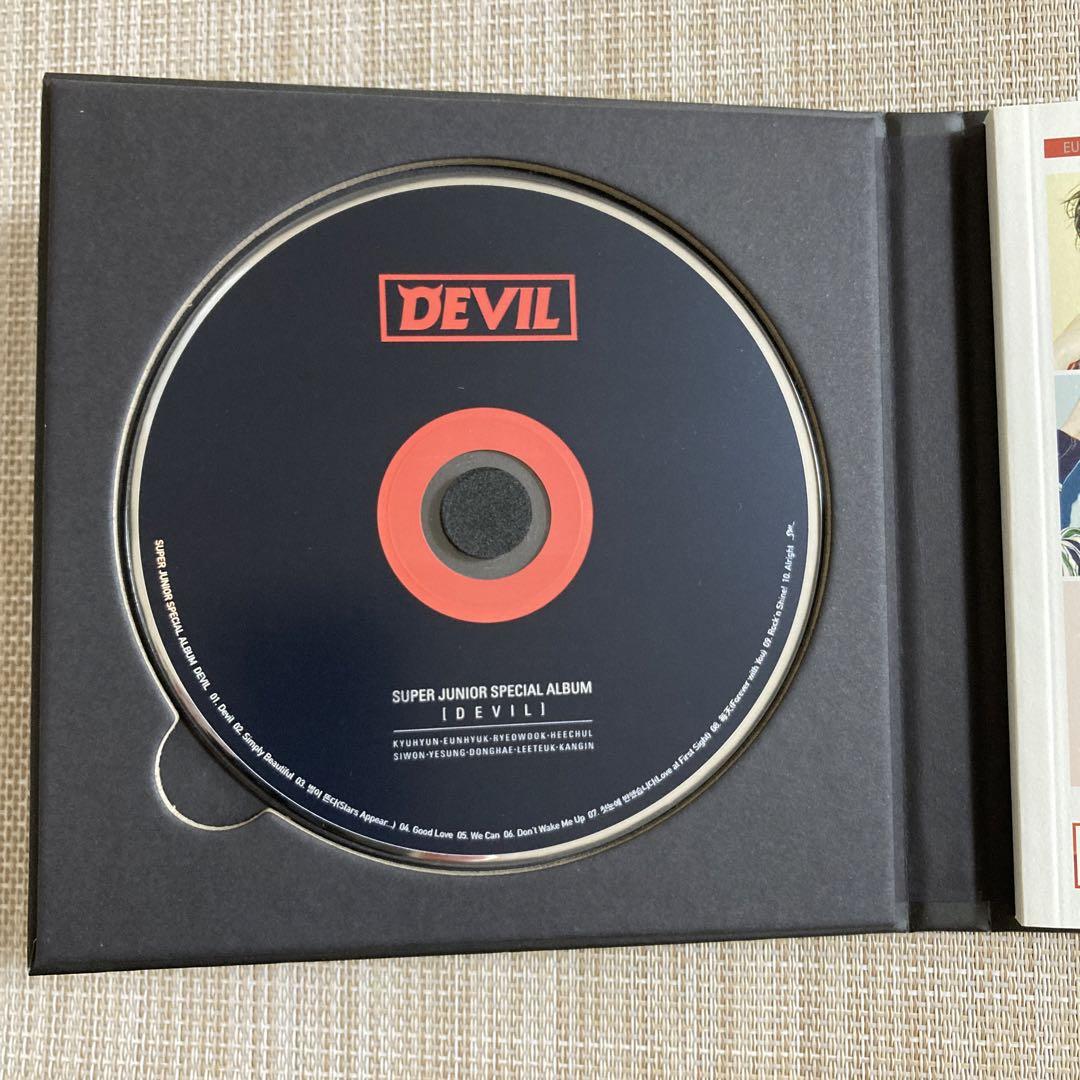 DEVIL
SUPER JUNIOR SPECIAL ALBUM
[ D E V I L ]
KYUHYUN·EUNHYUK·RYEOWOOK·HEECHUL
SIWON·YESUNG·DONGHAE·LEETEUK·KANGIN
SUPER JUNIOR SPECIAL ALBUM DEVIL 01. Devil 02. Simply Beautiful 03. 별이 뜬다(Stars Appear...) 04. Good Love 05. We Can 06. Don't Wake Me Up 07. 첫눈에 반했습니다(Love at First Sight) 08. 每天(Forever with You) 09. Rock'n Shine! 10. Alright
EU